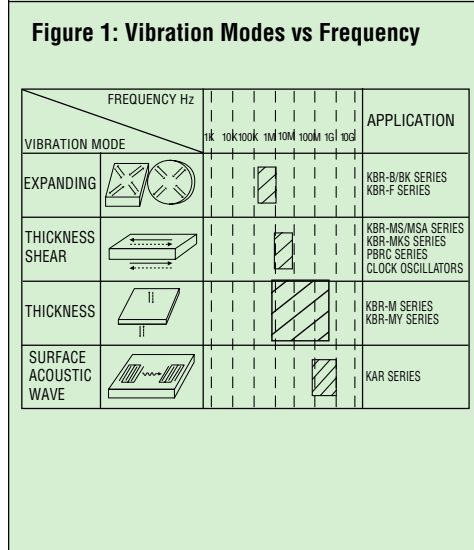 Figure 1: Vibration Modes vs Frequency
FREQUENCY Hz
VIBRATION MODE
1K 10K 100K 1M 10M 100M 1G 10G
APPLICATION
EXPANDING
KBR-B/BK SERIES
KBR-F SERIES
THICKNESS
SHEAR
KBR-MS/MSA SERIES
KBR-MKS SERIES
PBRC SERIES
CLOCK OSCILLATORS
THICKNESS
KBR-M SERIES
KBR-MY SERIES
SURFACE
ACOUSTIC
WAVE
KAR SERIES